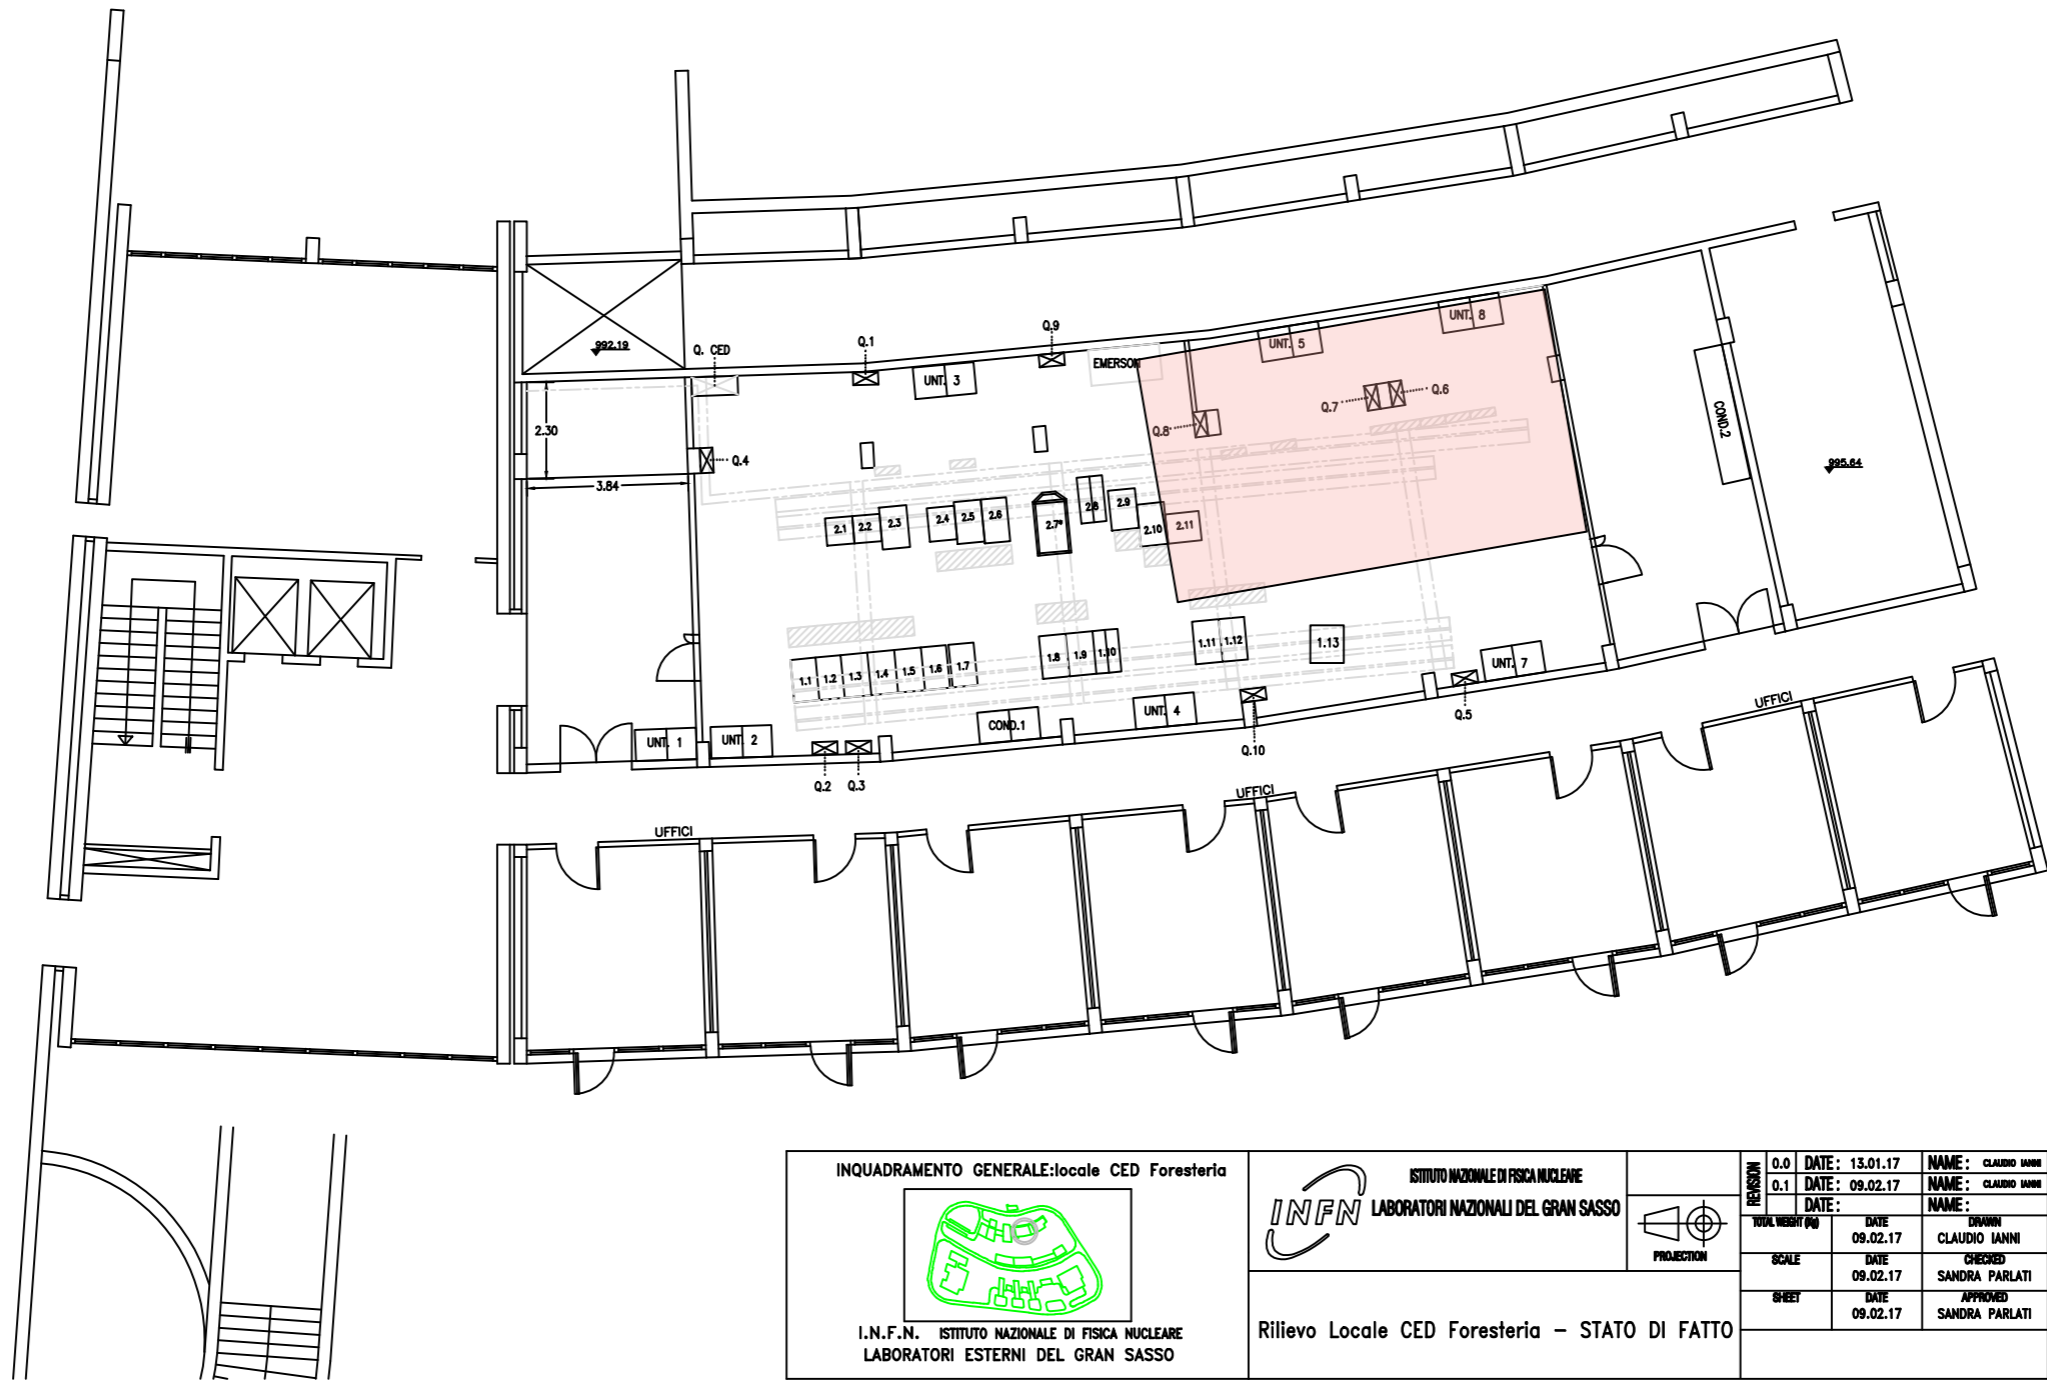 992.19
Q. CED
Q.1
Q.9
EMERSON
UNT. 3
UNT. 5
UNT. 8
Q.7
Q.6
Q.8
COND.2
995.64
2.30
3.84
Q.4
2.1
2.2
2.3
2.4
2.5
2.6
2.7*
2.8
2.9
2.10
2.11
1.1
1.2
1.3
1.4
1.5
1.6
1.7
1.8
1.9
1.10
1.11
1.12
1.13
UNT. 7
Q.5
UNT. 1
UNT. 2
COND.1
UNT. 4
Q.10
Q.2
Q.3
UFFICI
UFFICI
UFFICI
INQUADRAMENTO GENERALE:locale CED Foresteria
I.N.F.N. ISTITUTO NAZIONALE DI FISICA NUCLEARE
LABORATORI ESTERNI DEL GRAN SASSO
INFN
ISTITUTO NAZIONALE DI FISICA NUCLEARE
LABORATORI NAZIONALI DEL GRAN SASSO
PROJECTION
Rilievo Locale CED Foresteria – STATO DI FATTO
REVISION
0.0 DATE: 13.01.17 NAME: CLAUDIO IANNI
0.1 DATE: 09.02.17 NAME: CLAUDIO IANNI
DATE: NAME:
TOTAL WEIGHT (Kg) DATE DRAWN
09.02.17 CLAUDIO IANNI
SCALE DATE CHECKED
09.02.17 SANDRA PARLATI
SHEET DATE APPROVED
09.02.17 SANDRA PARLATI